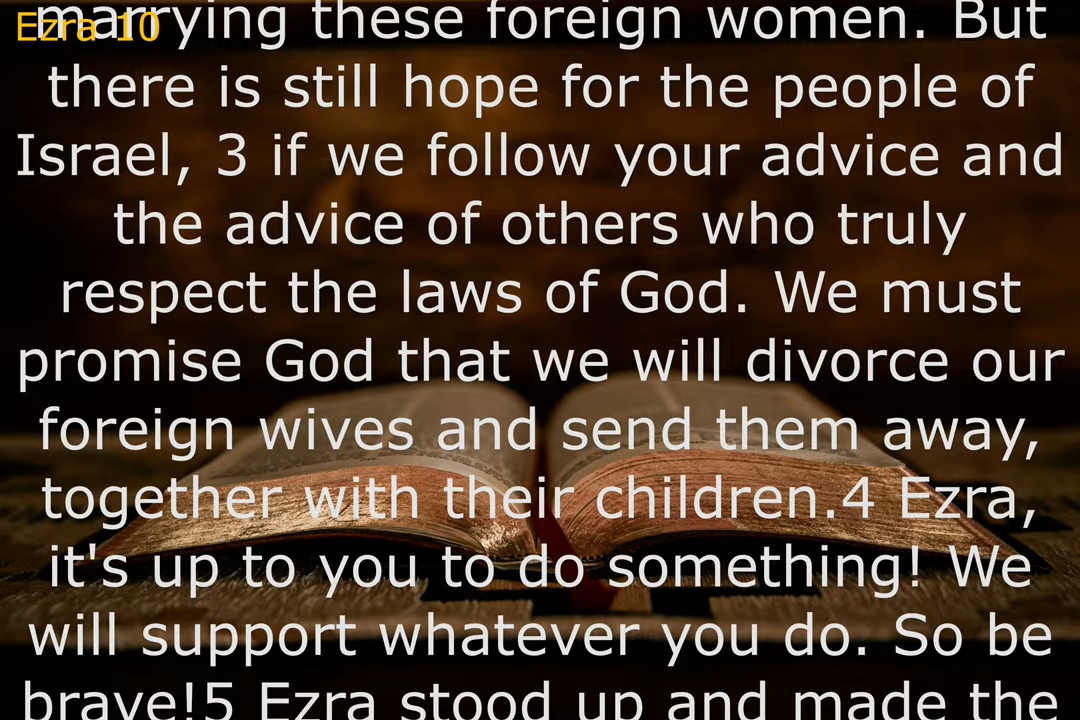 Ezra 10
marrying these foreign women. But
there is still hope for the people of
Israel, 3 if we follow your advice and
the advice of others who truly
respect the laws of God. We must
promise God that we will divorce our
foreign wives and send them away,
together with their children.4 Ezra,
it's up to you to do something! We
will support whatever you do. So be
brave!5 Ezra stood up and made the